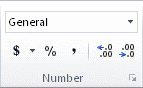 General
$ % , .0 .00 .00 .0
Number